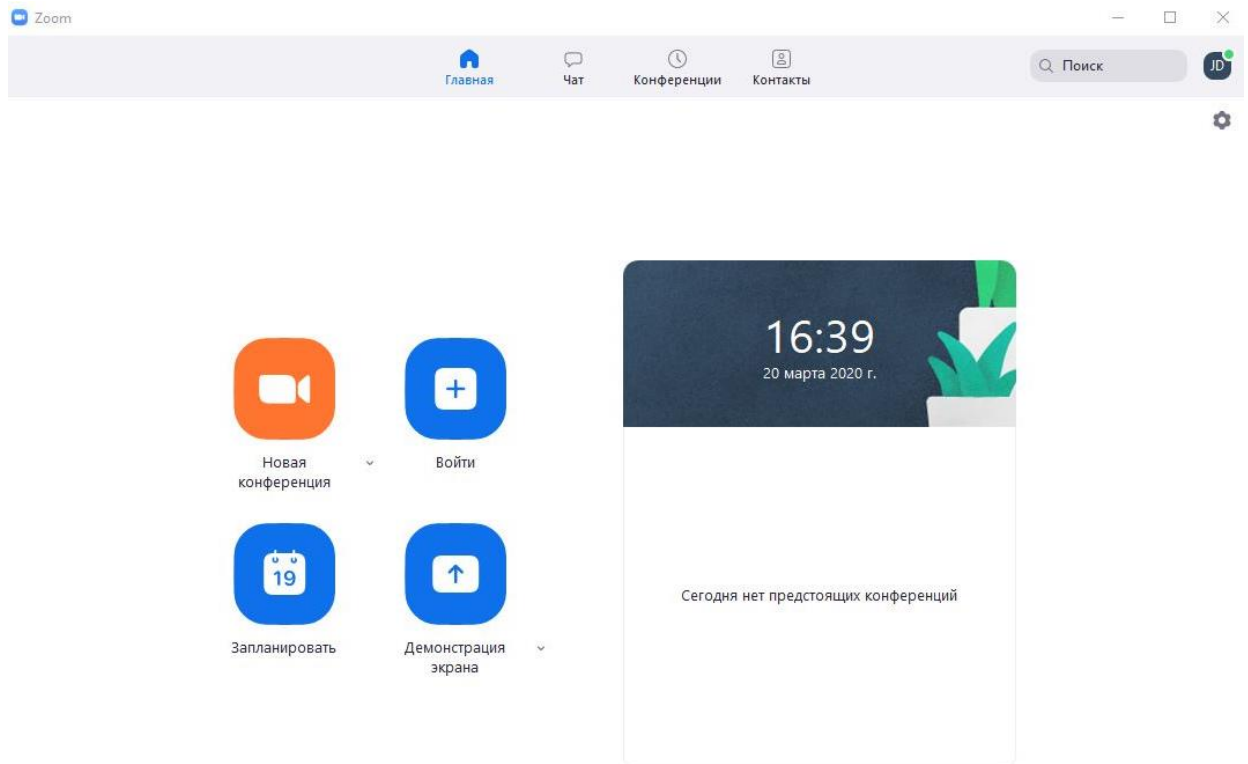 Zoom
Главная
Чат
Конференции
Контакты
Поиск
JD
Новая
конференция
Войти
19
Запланировать
Демонстрация
экрана
16:39
20 марта 2020 г.
Сегодня нет предстоящих конференций